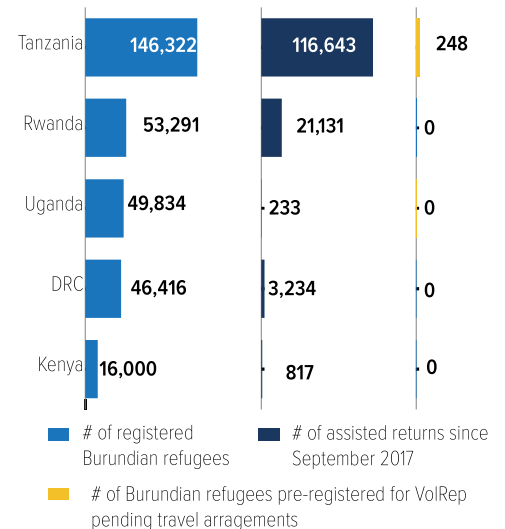 Tanzania 146,322 116,643 248
Rwanda 53,291 21,131 0
Uganda 49,834 233 0
DRC 46,416 3,234 0
Kenya 16,000 817 0
# of registered
Burundian refugees
# of assisted returns since
September 2017
# of Burundian refugees pre-registered for VolRep
pending travel arragements